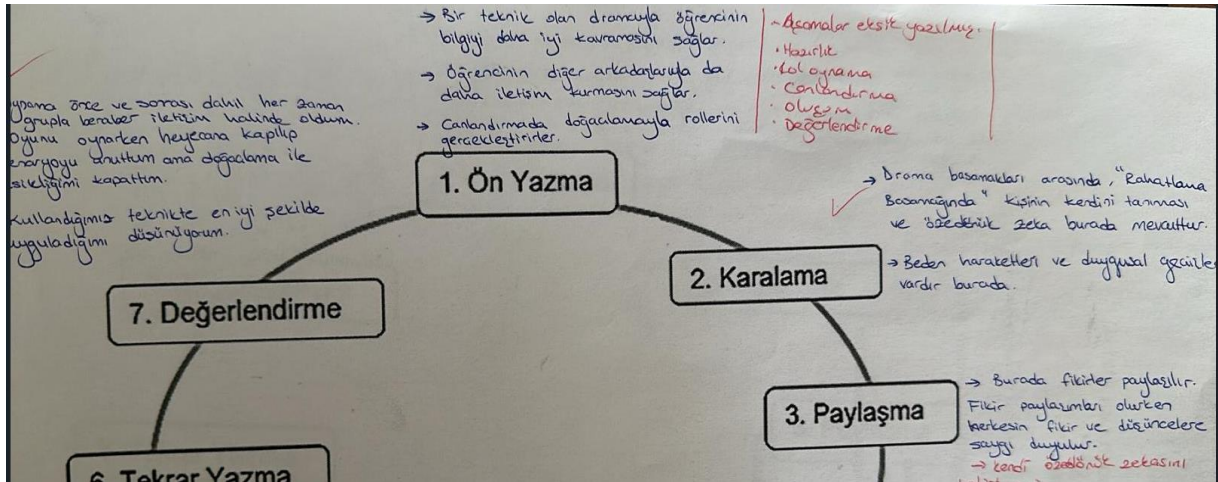 → Bir teknik olan dramayla öğrencinin
bilgiyi daha iyi kavramasını sağlar.
→ Öğrencinin diğer arkadaşlarıyla da
daha iletişim kurmasını sağlar.
→ Canlandırmada doğaçlamayla rollerini
gerçekleştirirler.
- Aşamalar eksik yazılmış.
• Hazırlık
• Rol oynama
• Canlandırma
• Oluşum
• Değerlendirme
önce ve sonrası dahil her zaman
grupla beraber iletişim halinde oldum.
Oyunu oynarken heyecana kapılıp
unuttum ama doğaçlama ile
kapattım.
Kullandığımız teknikte en iyi şekilde
uyguladığımı düşünüyorum.
1. Ön Yazma
→ Drama basamakları arasında, "Rahatlama
Basamağında" kişinin kendini tanıması
ve özedönük zeka burada mevcuttur.
→ Beden haraketleri ve duygusal
vardır burada.
2. Karalama
7. Değerlendirme
→ Burada fikirler paylaşılır.
Fikir paylaşımları olurken
herkesin fikir ve düşüncelere
saygı duyulur.
→ kendi özedönük zekasını
3. Paylaşma
6. Tekrar Yazma